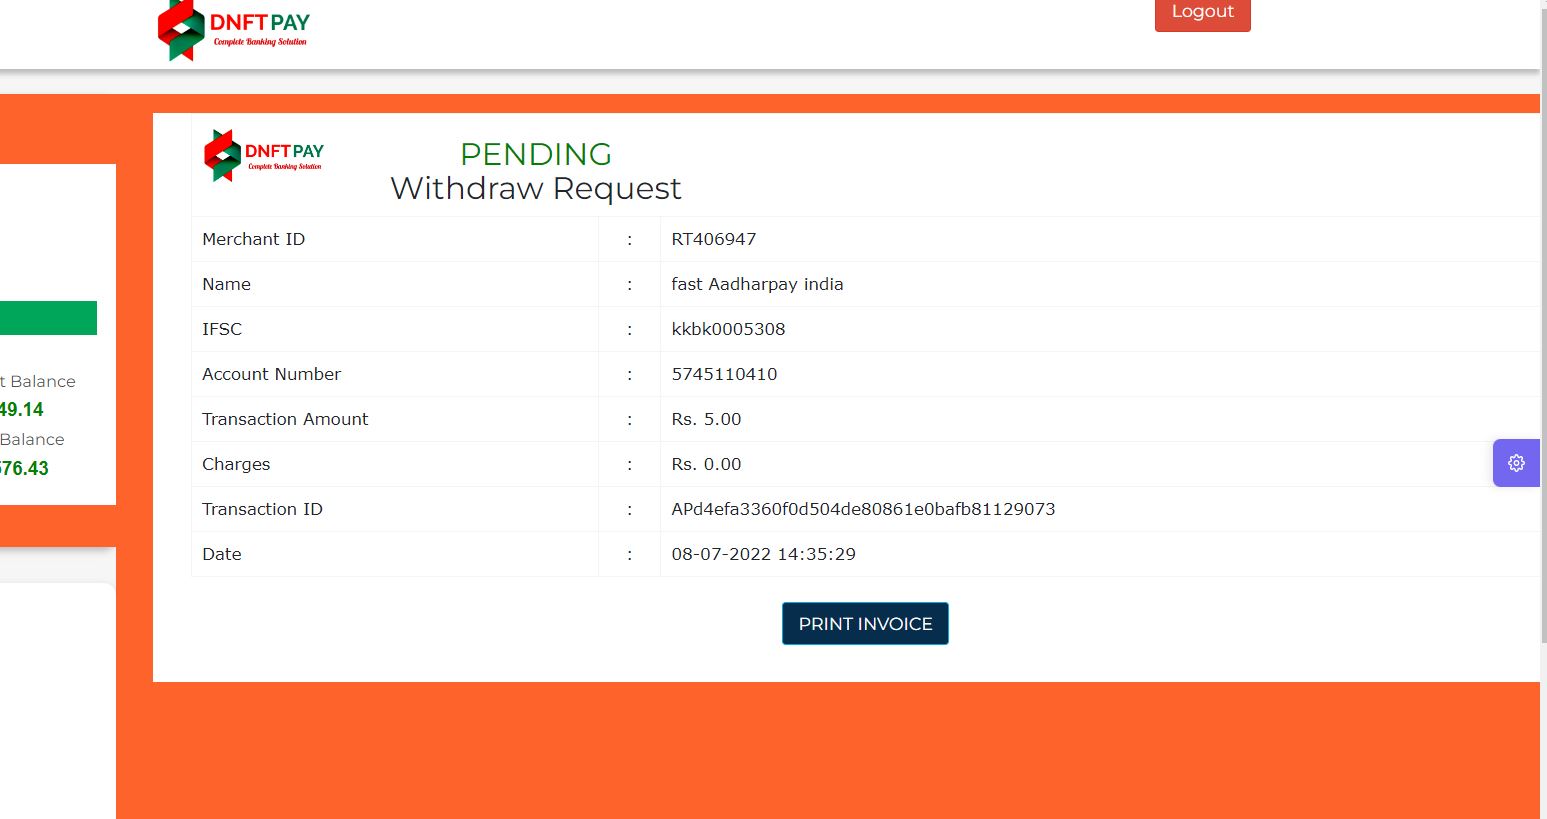 DNFTPAY
Complete Banking Solution
Logout
DNFTPAY
Complete Banking Solution
PENDING
Withdraw Request
Merchant ID : RT406947
Name : fast Aadharpay india
IFSC : kkbk0005308
Account Number : 5745110410
Transaction Amount : Rs. 5.00
Charges : Rs. 0.00
Transaction ID : APd4efa3360f0d504de80861e0bafb81129073
Date : 08-07-2022 14:35:29
PRINT INVOICE
t Balance
49.14
Balance
76.43